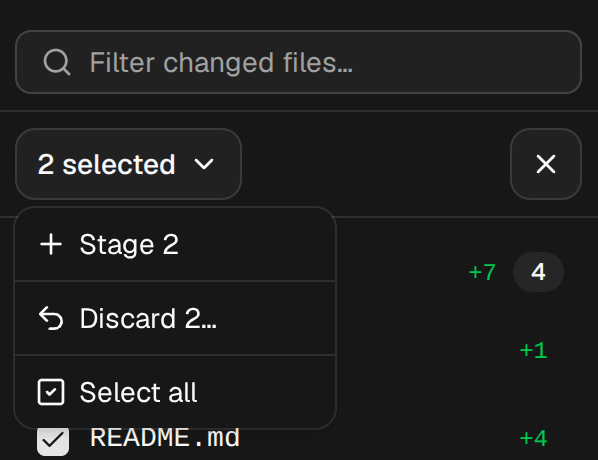 Filter changed files…
2 selected
Stage 2
+7 4
Discard 2…
+1
Select all
README.md +4